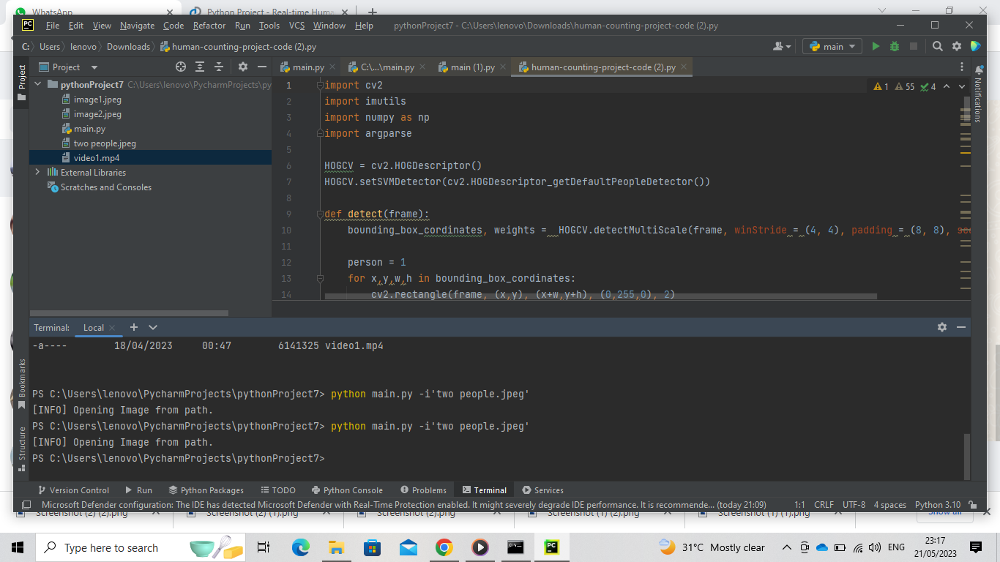 WhatsApp
Python Project - Real-time Huma
PC File Edit View Navigate Code Refactor Run Tools VCS Window Help pythonProject7 - C:\Users\lenovo\Downloads\human-counting-project-code (2).py
C: Users lenovo Downloads human-counting-project-code (2).py main
Project main.py C:\...\main.py main (1).py human-counting-project-code (2).py
Project
Notifications
pythonProject7 C:\Users\lenovo\PycharmProjects\py
image1.jpeg
image2.jpeg
main.py
two people.jpeg
video1.mp4
External Libraries
Scratches and Consoles
1 55 4
1 import cv2
2 import imutils
3 import numpy as np
4 import argparse
5
6 HOGCV = cv2.HOGDescriptor()
7 HOGCV.setSVMDetector(cv2.HOGDescriptor_getDefaultPeopleDetector())
8
9 def detect(frame):
10 bounding_box_cordinates, weights =  HOGCV.detectMultiScale(frame, winStride = (4, 4), padding = (8, 8), sc
11
12 person = 1
13 for x,y,w,h in bounding_box_cordinates:
14 cv2.rectangle(frame, (x,y), (x+w,y+h), (0,255,0), 2)
Terminal: Local
-a---- 18/04/2023 00:47 6141325 video1.mp4
PS C:\Users\lenovo\PycharmProjects\pythonProject7> python main.py -i'two people.jpeg'
[INFO] Opening Image from path.
PS C:\Users\lenovo\PycharmProjects\pythonProject7> python main.py -i'two people.jpeg'
[INFO] Opening Image from path.
PS C:\Users\lenovo\PycharmProjects\pythonProject7>
Bookmarks
Structure
Version Control Run Python Packages TODO Python Console Problems Terminal Services
Microsoft Defender configuration: The IDE has detected Microsoft Defender with Real-Time Protection enabled. It might severely degrade IDE performance. It is recommende... (today 21:09) 1:1 CRLF UTF-8 4 spaces Python 3.10
Screenshot (2) (2).png Screenshot (2) (1).png Screenshot (2).png Screenshot (1) (2).png Screenshot (1) (1).png Show all
Type here to search 31°C Mostly clear ENG 23:17
21/05/2023